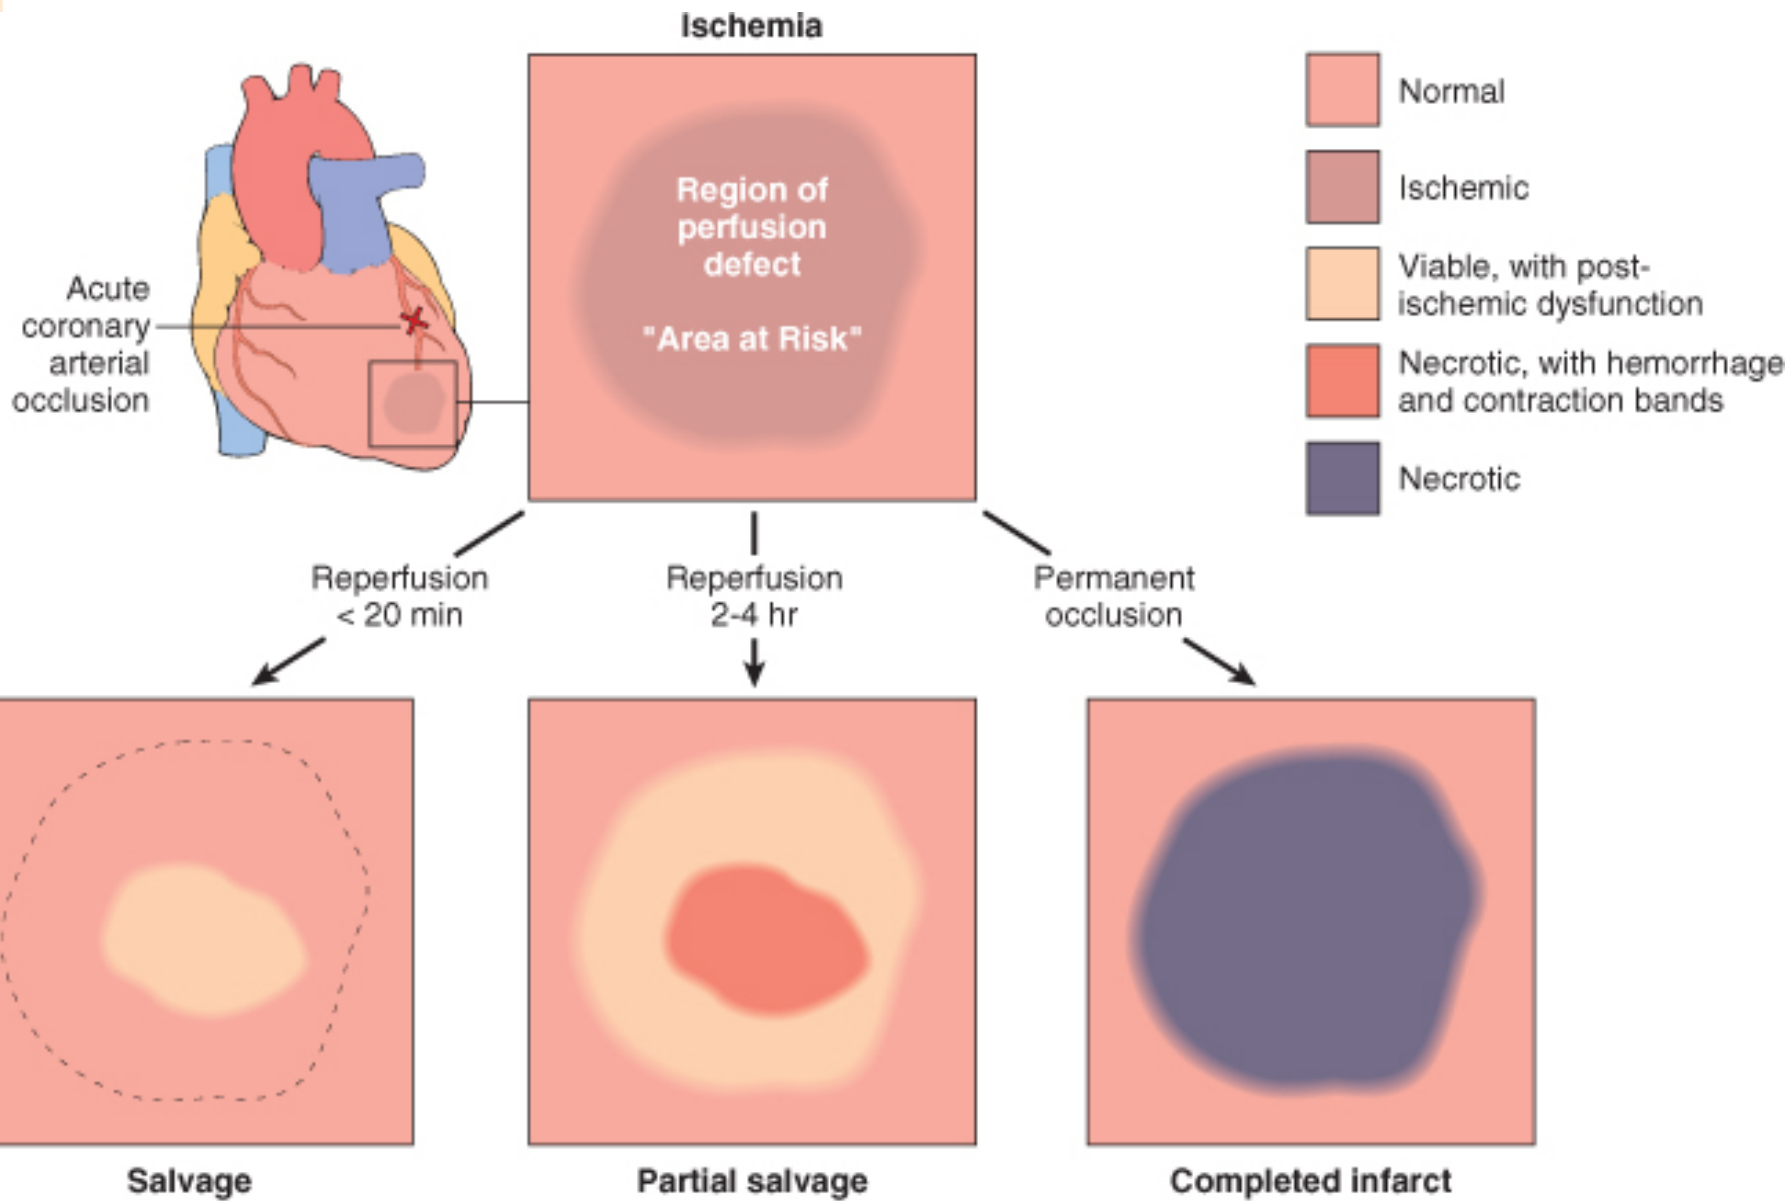 Ischemia
Region of
perfusion
defect
"Area at Risk"
Acute
coronary
arterial
occlusion
Normal
Ischemic
Viable, with post-
ischemic dysfunction
Necrotic, with hemorrhage
and contraction bands
Necrotic
Reperfusion
< 20 min
Reperfusion
2-4 hr
Permanent
occlusion
Salvage
Partial salvage
Completed infarct